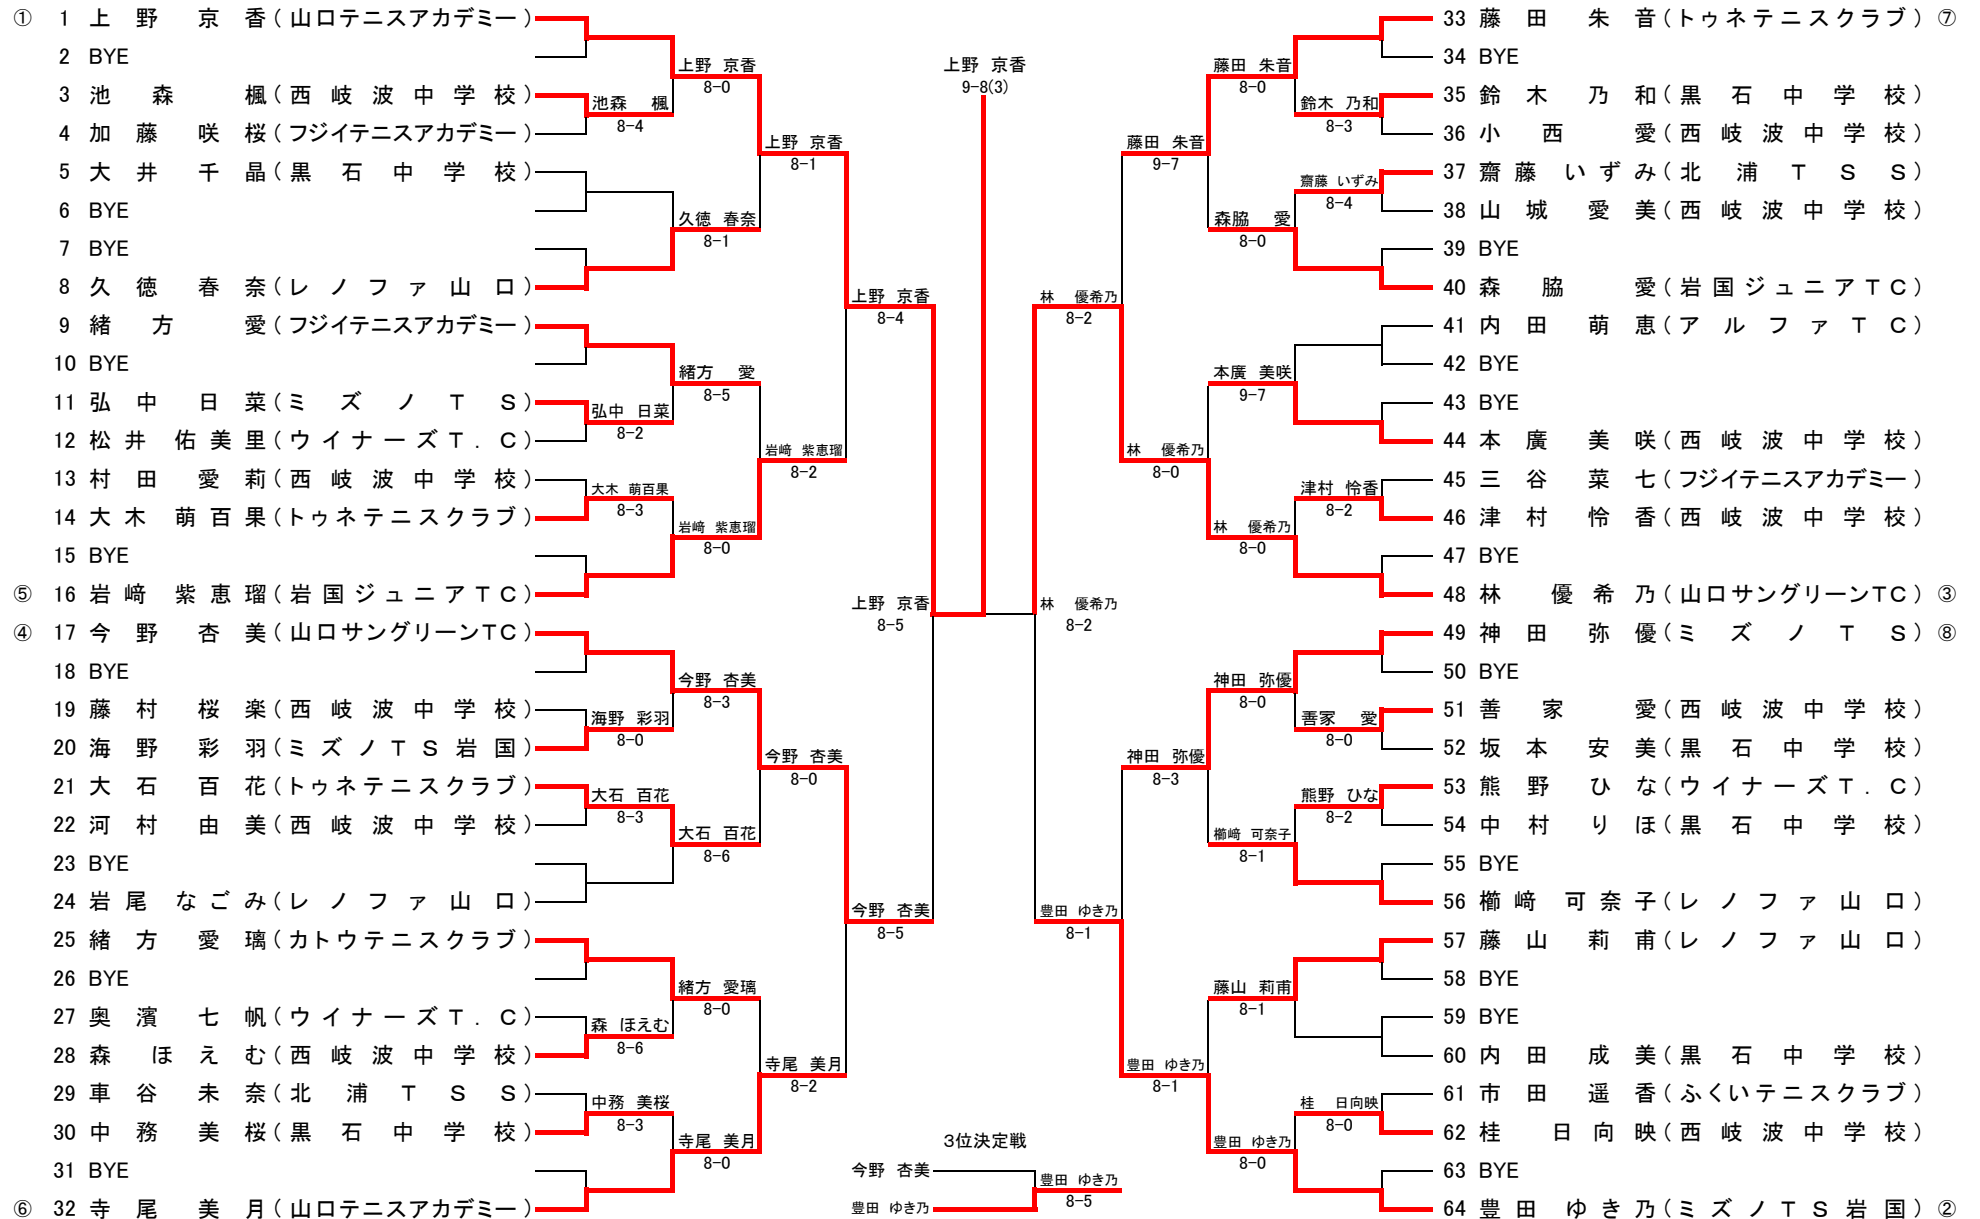 ① 1 上野 京香(山口テニスアカデミー)
2 BYE
3 池森 楓(西岐波中学校)
4 加藤 咲桜(フジイテニスアカデミー)
5 大井 千晶(黒石中学校)
6 BYE
7 BYE
8 久徳 春奈(レノファ山口)
9 緒方 愛(フジイテニスアカデミー)
10 BYE
11 弘中 日菜(ミズノTS)
12 松井 佑美里(ウイナーズT.C)
13 村田 愛莉(西岐波中学校)
14 大木 萌百果(トゥネテニスクラブ)
15 BYE
⑤ 16 岩﨑 紫恵瑠(岩国ジュニアTC)
④ 17 今野 杏美(山口サングリーンTC)
18 BYE
19 藤村 桜楽(西岐波中学校)
20 海野 彩羽(ミズノTS岩国)
21 大石 百花(トゥネテニスクラブ)
22 河村 由美(西岐波中学校)
23 BYE
24 岩尾 なごみ(レノファ山口)
25 緒方 愛璃(カトウテニスクラブ)
26 BYE
27 奥濱 七帆(ウイナーズT.C)
28 森 ほえむ(西岐波中学校)
29 車谷 未奈(北浦TSS)
30 中務 美桜(黒石中学校)
31 BYE
⑥ 32 寺尾 美月(山口テニスアカデミー)
池森 楓
8-4
弘中 日菜
8-2
大木 萌百果
8-3
海野 彩羽
8-0
大石 百花
8-3
森 ほえむ
8-6
中務 美桜
8-3
上野 京香
8-0
久徳 春奈
8-1
緒方 愛
8-5
岩﨑 紫恵瑠
8-0
今野 杏美
8-3
大石 百花
8-6
緒方 愛璃
8-0
寺尾 美月
8-0
上野 京香
8-1
岩﨑 紫恵瑠
8-2
今野 杏美
8-0
寺尾 美月
8-2
上野 京香
8-4
今野 杏美
8-5
上野 京香
8-5
上野 京香
9-8(3)
林 優希乃
8-2
林 優希乃
8-2
豊田 ゆき乃
8-1
藤田 朱音
9-7
林 優希乃
8-0
神田 弥優
8-3
豊田 ゆき乃
8-1
藤田 朱音
8-0
森脇 愛
8-0
本廣 美咲
9-7
林 優希乃
8-0
神田 弥優
8-0
櫛﨑 可奈子
8-1
藤山 莉甫
8-1
豊田 ゆき乃
8-0
鈴木 乃和
8-3
齋藤 いずみ
8-4
津村 怜香
8-2
善家 愛
8-0
熊野 ひな
8-2
桂 日向映
8-0
33 藤田 朱音(トゥネテニスクラブ) ⑦
34 BYE
35 鈴木 乃和(黒石中学校)
36 小西 愛(西岐波中学校)
37 齋藤 いずみ(北浦TSS)
38 山城 愛美(西岐波中学校)
39 BYE
40 森脇 愛(岩国ジュニアTC)
41 内田 萌恵(アルファTC)
42 BYE
43 BYE
44 本廣 美咲(西岐波中学校)
45 三谷 菜七(フジイテニスアカデミー)
46 津村 怜香(西岐波中学校)
47 BYE
48 林 優希乃(山口サングリーンTC) ③
49 神田 弥優(ミズノTS) ⑧
50 BYE
51 善家 愛(西岐波中学校)
52 坂本 安美(黒石中学校)
53 熊野 ひな(ウイナーズT.C)
54 中村 りほ(黒石中学校)
55 BYE
56 櫛﨑 可奈子(レノファ山口)
57 藤山 莉甫(レノファ山口)
58 BYE
59 BYE
60 内田 成美(黒石中学校)
61 市田 遥香(ふくいテニスクラブ)
62 桂 日向映(西岐波中学校)
63 BYE
64 豊田 ゆき乃(ミズノTS岩国) ②
3位決定戦
今野 杏美
豊田 ゆき乃
豊田 ゆき乃
8-5